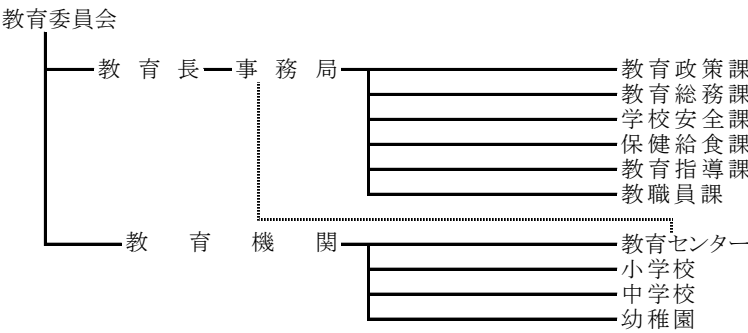 教育委員会
教育長 事務局 教育政策課
教育総務課
学校安全課
保健給食課
教育指導課
教職員課
教育機関 教育センター
小学校
中学校
幼稚園